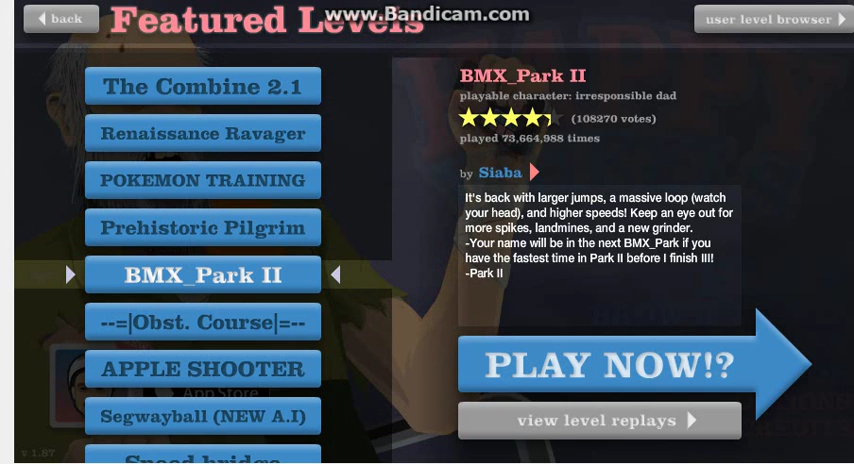 back
Featured Levels
www.Bandicam.com
user level browser
The Combine 2.1
Renaissance Ravager
POKEMON TRAINING
Prehistoric Pilgrim
BMX_Park II
--=|Obst. Course|=--
APPLE SHOOTER
App Store
Segwayball (NEW A.I)
Speed bridge
v 1.87
BMX_Park II
playable character: irresponsible dad
(108270 votes)
played 73,664,988 times
by Siaba
It's back with larger jumps, a massive loop (watch
your head), and higher speeds! Keep an eye out for
more spikes, landmines, and a new grinder.
-Your name will be in the next BMX_Park if you
have the fastest time in Park II before I finish III!
-Park II
PLAY NOW!?
view level replays